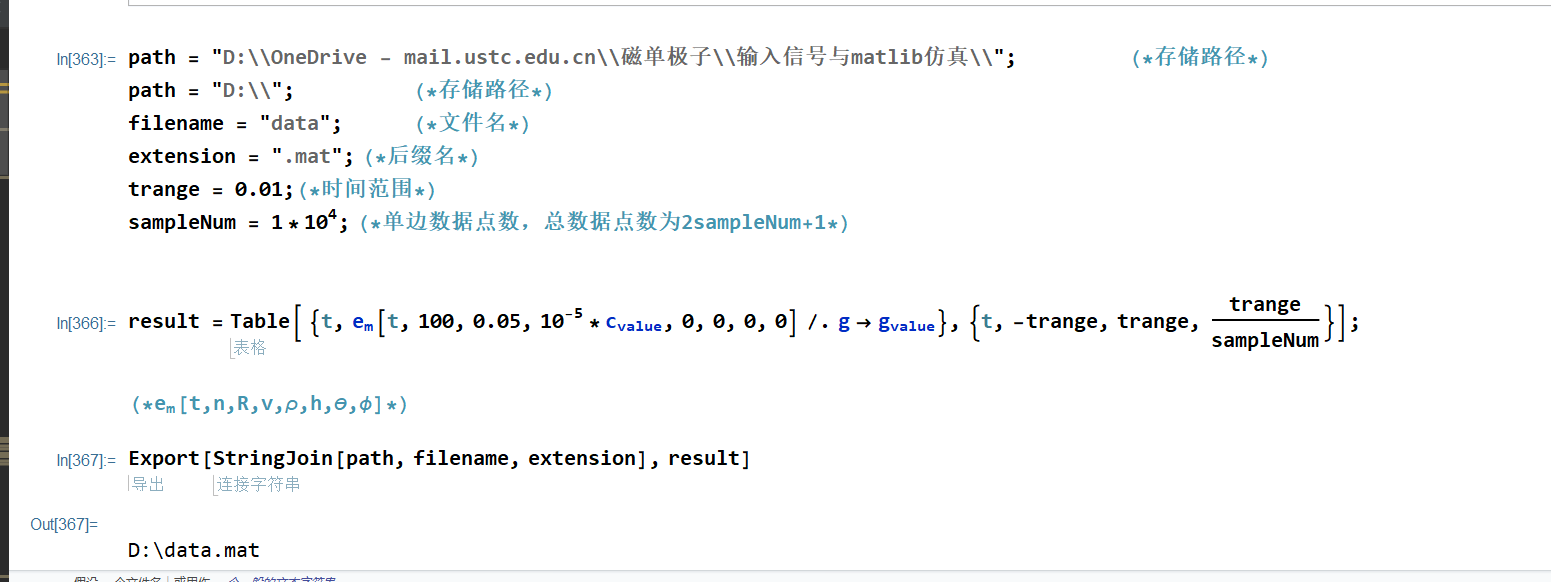 In[363]:= path = "D:\\OneDrive - mail.ustc.edu.cn\\磁单极子\\输入信号与matlib仿真\\"; (*存储路径*)
path = "D:\\"; (*存储路径*)
filename = "data"; (*文件名*)
extension = ".mat"; (*后缀名*)
trange = 0.01; (*时间范围*)
sampleNum = 1 * 10^4; (*单边数据点数，总数据点数为2sampleNum+1*)
In[366]:= result = Table[{t, e_m[t, 100, 0.05, 10^-5 * c_value, 0, 0, 0, 0] /. g → g_value}, {t, -trange, trange, trange/sampleNum}];
表格
(*e_m[t,n,R,v,ρ,h,θ,ϕ]*)
In[367]:= Export[StringJoin[path, filename, extension], result]
导出 连接字符串
Out[367]=
D:\data.mat